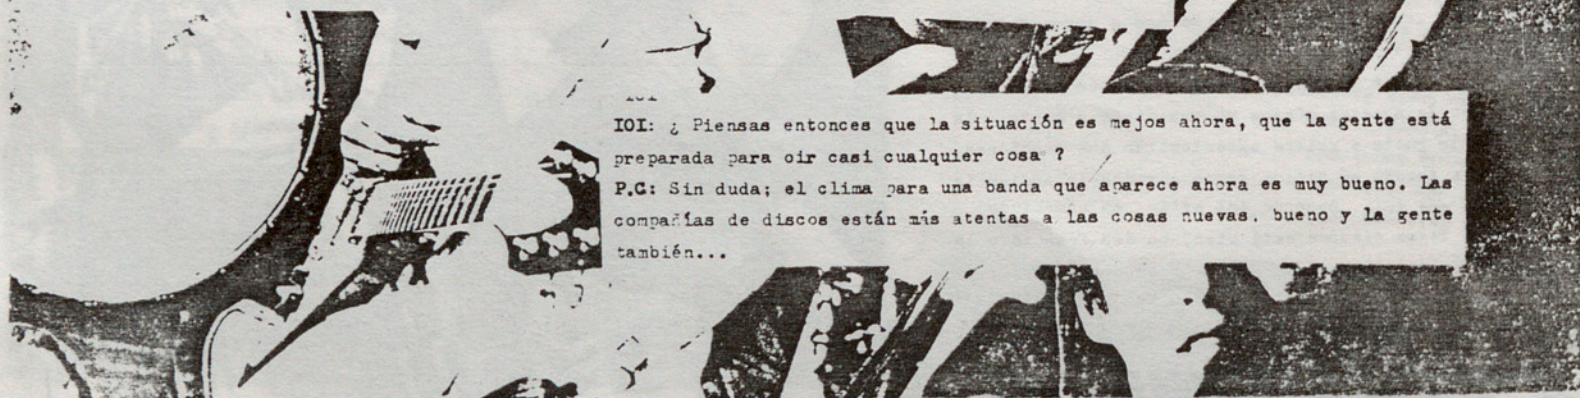 IOI: ¿ Piensas entonces que la situación es mejos ahora, que la gente está
preparada para oir casi cualquier cosa ?
P.C: Sin duda; el clima para una banda que aparece ahora es muy bueno. Las
compañías de discos están más atentas a las cosas nuevas. bueno y la gente
también...